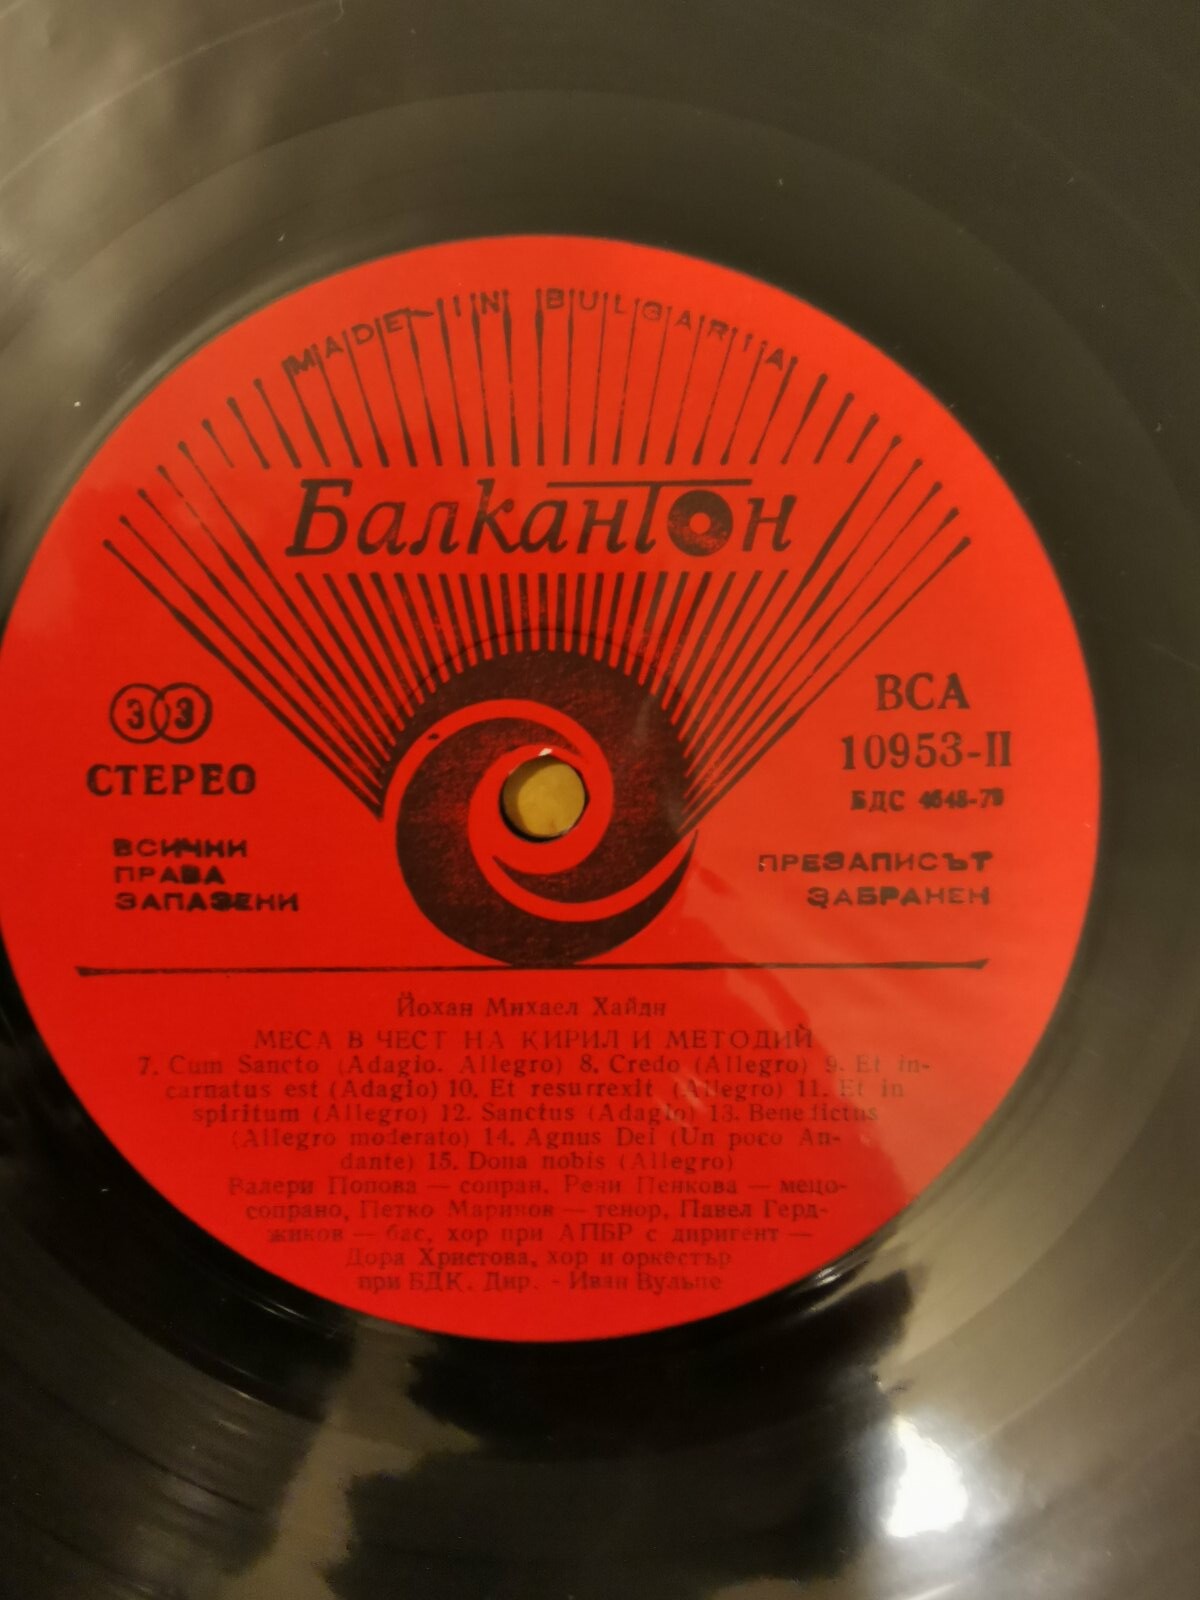 MADE IN BULGARIA
Балкантон
33
СТЕРЕО
ВСИЧКИ
ПРАВА
ЗАПАЗЕНИ
ВСА
10953-II
БДС 4648-79
ПРЕЗАПИСЪТ
ЗАБРАНЕН
Йохан Михаел Хайдн
МЕСА В ЧЕСТ НА КИРИЛ И МЕТОДИЙ
7. Cum Sancto (Adagio. Allegro) 8. Credo (Allegro) 9. Et in-
carnatus est (Adagio) 10. Et resurrexit (Allegro) 11. Et in
spiritum (Allegro) 12. Sanctus (Adagio) 13. Benedictus
(Allegro moderato) 14. Agnus Dei (Un poco An-
dante) 15. Dona nobis (Allegro)
Валери Попова — сопран, Рени Пенкова — мецо-
сопрано, Петко Маринов — тенор, Павел Герд-
жиков — бас, хор при АПБР с диригент —
Дора Христова, хор и оркестър
при БДК. Дир. - Иван Вулпе